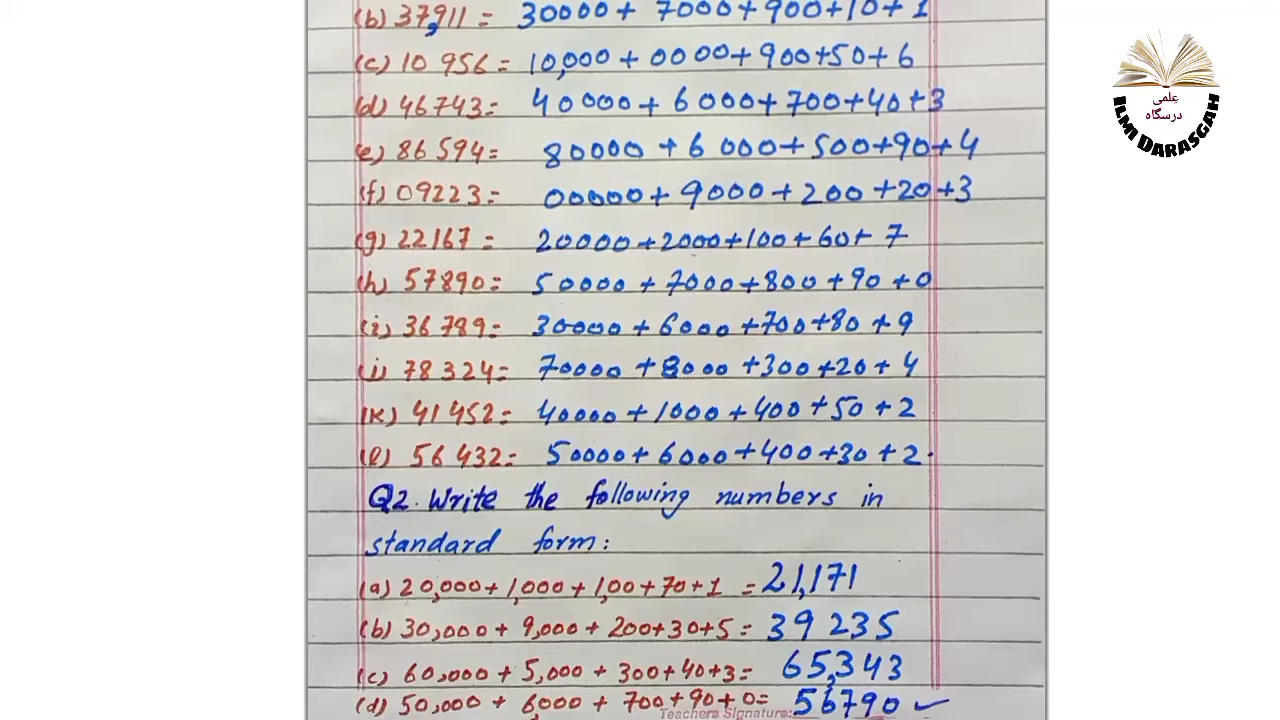 (b) 37,911 = 30000 + 7000 + 900 + 10 + 1
(c) 10 956 = 10,000 + 0000 + 900 + 50 + 6
(d) 46743 = 40000 + 6000 + 700 + 40 + 3
(e) 86 594 = 80000 + 6 000 + 500 + 90 + 4
(f) 09223 = 00000 + 9000 + 200 + 20 + 3
(g) 22167 = 20000 + 2000 + 100 + 60 + 7
(h) 57890 = 50000 + 7000 + 800 + 90 + 0
(i) 36789 = 30000 + 6000 + 700 + 80 + 9
(j) 78 324 = 70000 + 8000 + 300 + 20 + 4
(k) 41 452 = 40000 + 1000 + 400 + 50 + 2
(l) 56 432 = 50000 + 6000 + 400 + 30 + 2.
Q2. Write the following numbers in
standard form:
(a) 20,000 + 1,000 + 1,00 + 70 + 1 = 21,171
(b) 30,000 + 9,000 + 200 + 30 + 5 = 39 235
(c) 60,000 + 5,000 + 300 + 40 + 3 = 65,343
(d) 50,000 + 6,000 + 700 + 90 + 0 = 56790
Teachers Signature:
علمی
درسگاه
ILMI DARASGAH